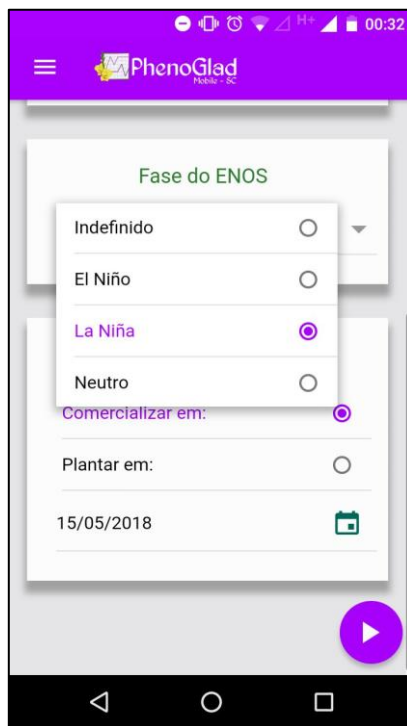 H+ 00:32
PhenoGlad
Mobile - SC
Fase do ENOS
Indefinido
El Niño
La Niña
Neutro
Comercializar em:
Plantar em:
15/05/2018